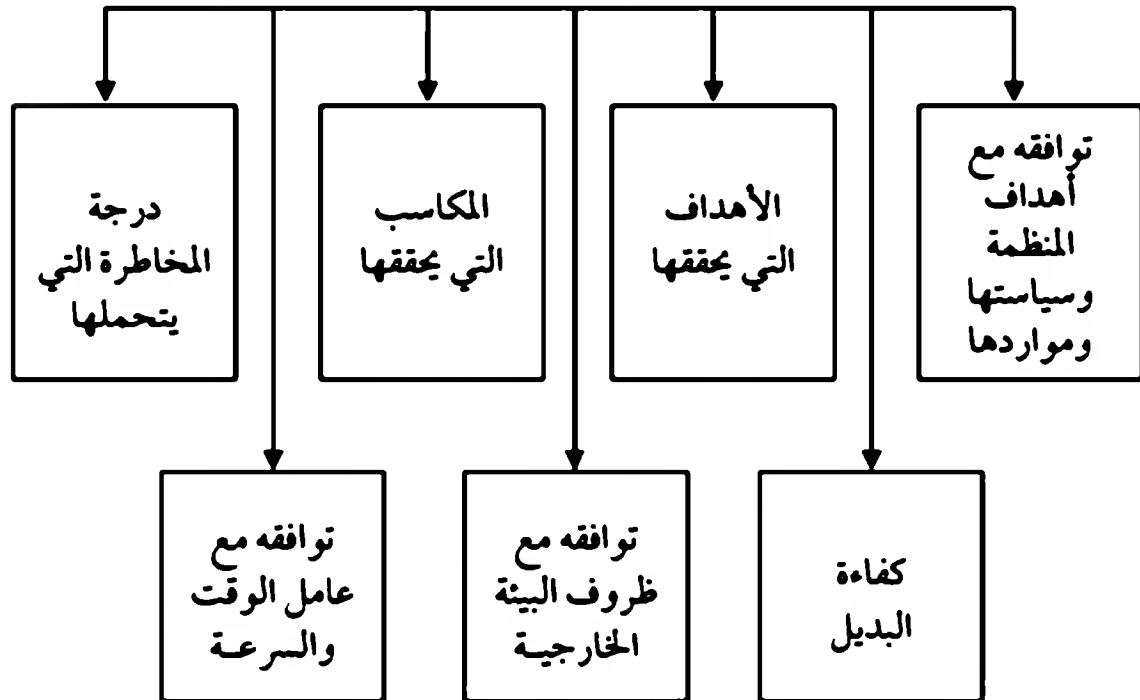 توافقه مع
أهداف
المنظمة
وسياستها
ومواردها
الأهداف
التي يحققها
المكاسب
التي يحققها
درجة
المخاطرة التي
يتحملها
كفاءة
البديل
توافقه مع
ظروف البيئة
الخارجية
توافقه مع
عامل الوقت
والسرعة